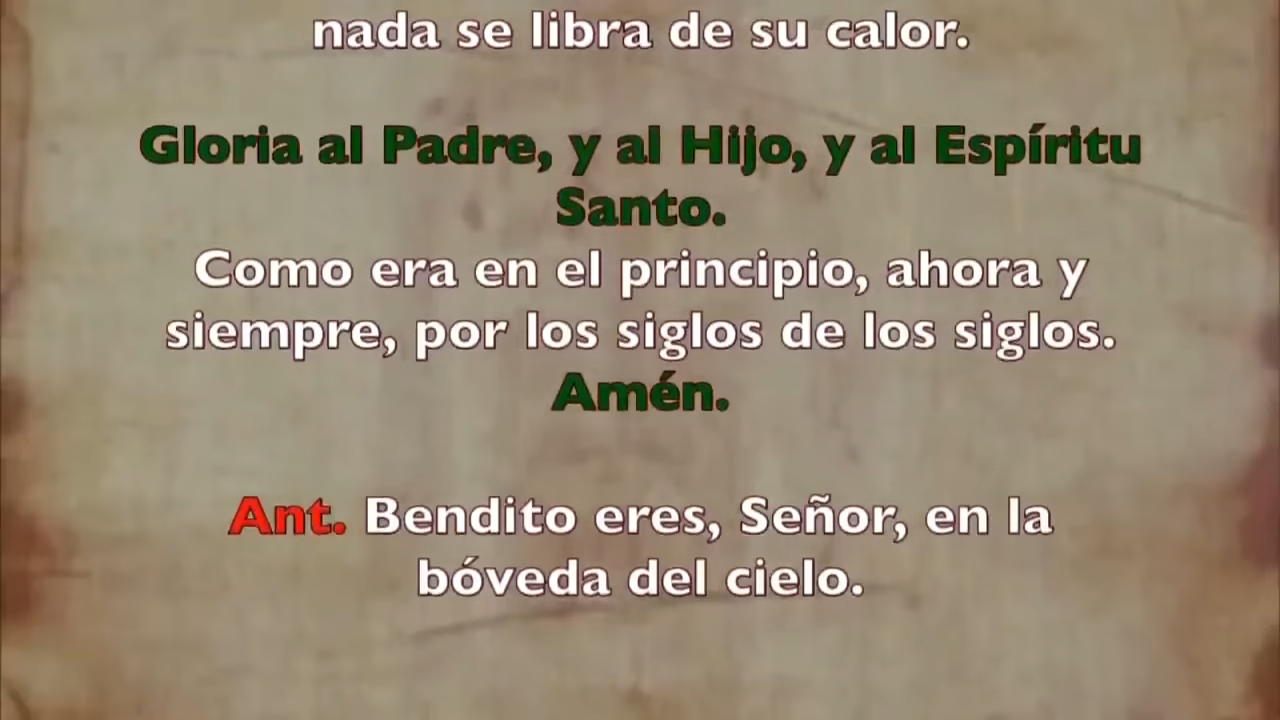 nada se libra de su calor.
Gloria al Padre, y al Hijo, y al Espíritu
Santo.
Como era en el principio, ahora y
siempre, por los siglos de los siglos.
Amén.
Ant. Bendito eres, Señor, en la
bóveda del cielo.